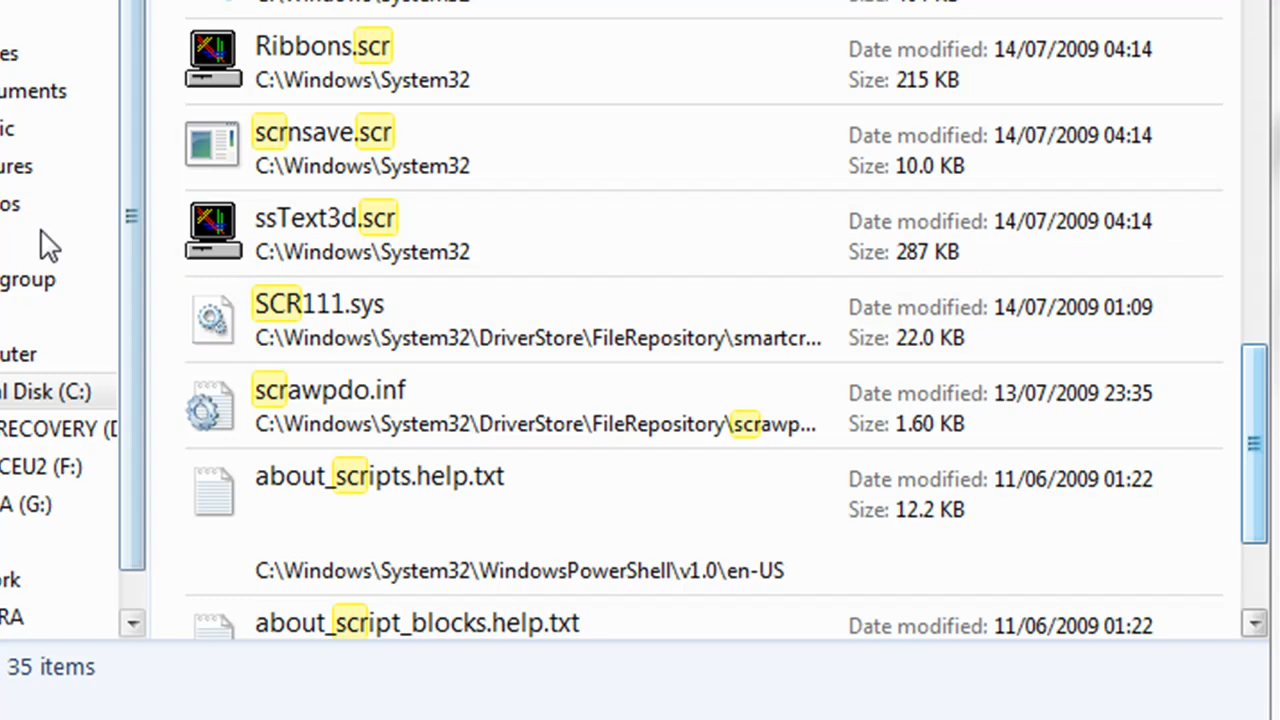 C:\Windows\System32
Ribbons.scr
Date modified: 14/07/2009 04:14
C:\Windows\System32
Size: 215 KB
scrnsave.scr
Date modified: 14/07/2009 04:14
C:\Windows\System32
Size: 10.0 KB
ssText3d.scr
Date modified: 14/07/2009 04:14
C:\Windows\System32
Size: 287 KB
SCR111.sys
Date modified: 14/07/2009 01:09
C:\Windows\System32\DriverStore\FileRepository\smartcr...
Size: 22.0 KB
scrawpdo.inf
Date modified: 13/07/2009 23:35
C:\Windows\System32\DriverStore\FileRepository\scrawp...
Size: 1.60 KB
about_scripts.help.txt
Date modified: 11/06/2009 01:22
Size: 12.2 KB
C:\Windows\System32\WindowsPowerShell\v1.0\en-US
about_script_blocks.help.txt
Date modified: 11/06/2009 01:22
es
uments
ic
ures
os
group
uter
l Disk (C:)
RECOVERY (D
CEU2 (F:)
A (G:)
rk
RA
35 items